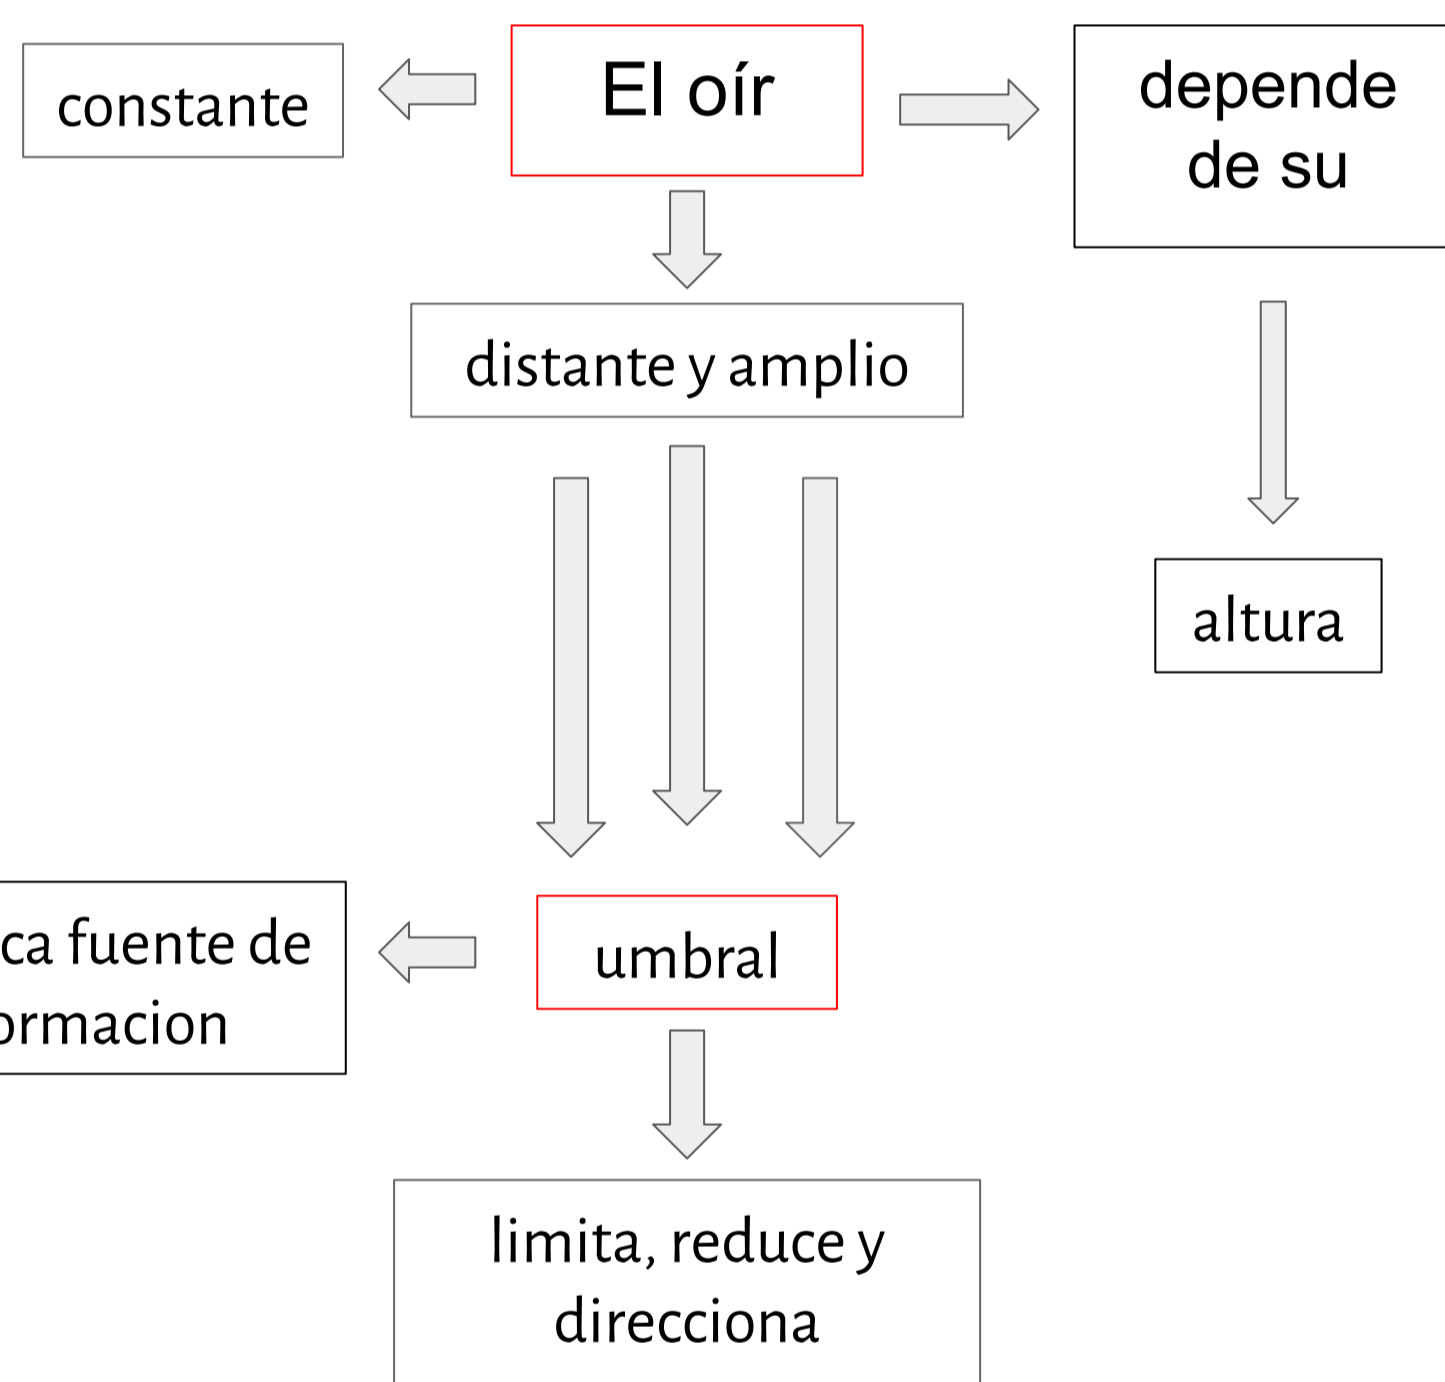 constante
El oír
depende
de su
distante y amplio
altura
ca fuente de
ormacion
umbral
limita, reduce y
direcciona